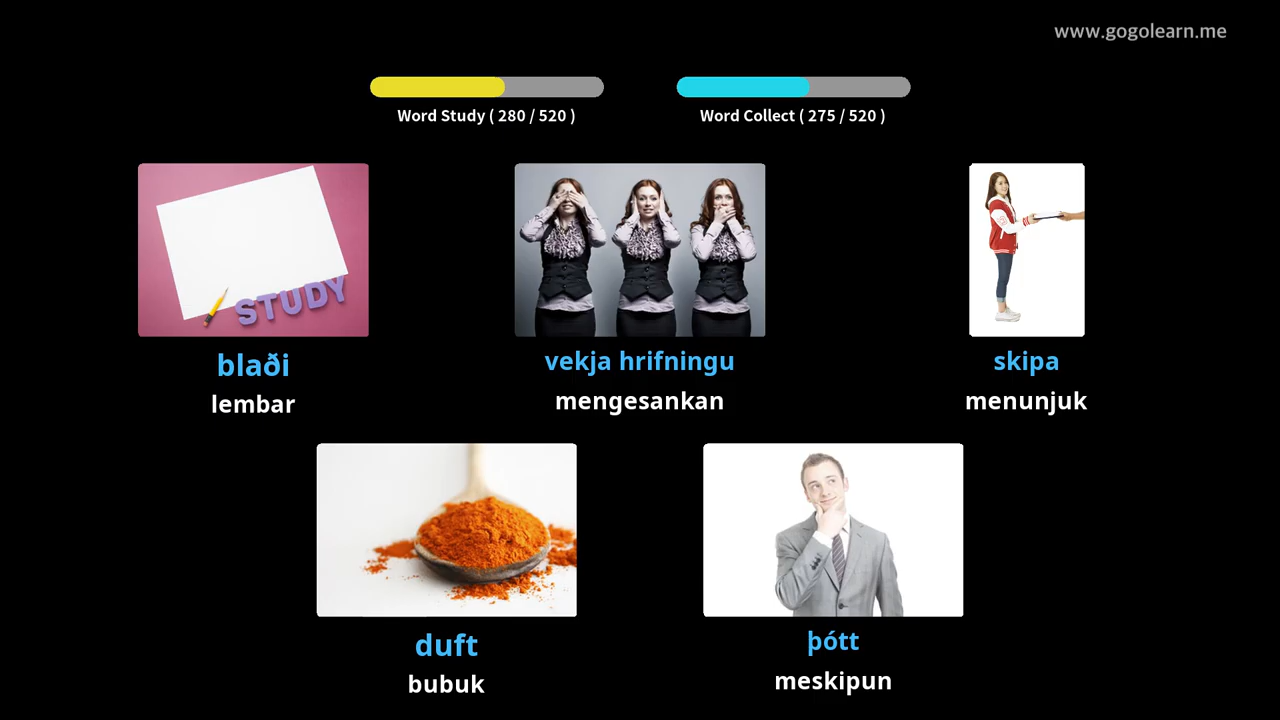 www.gogolearn.me
Word Study ( 280 / 520 )
Word Collect ( 275 / 520 )
STUDY
blaði
lembar
vekja hrifningu
mengesankan
skipa
menunjuk
duft
bubuk
þótt
meskipun